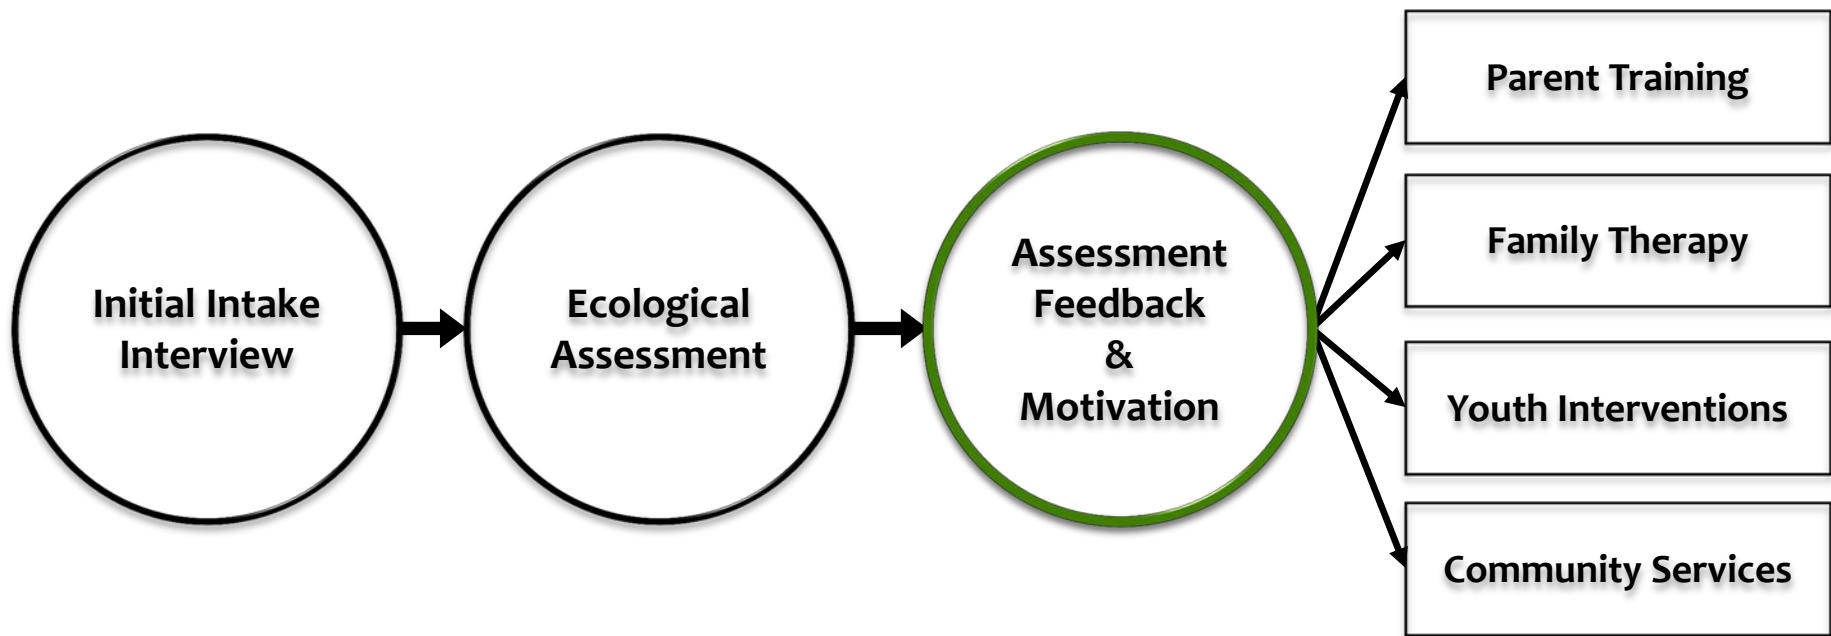 Initial Intake
Interview
Ecological
Assessment
Assessment
Feedback
&
Motivation
Parent Training
Family Therapy
Youth Interventions
Community Services